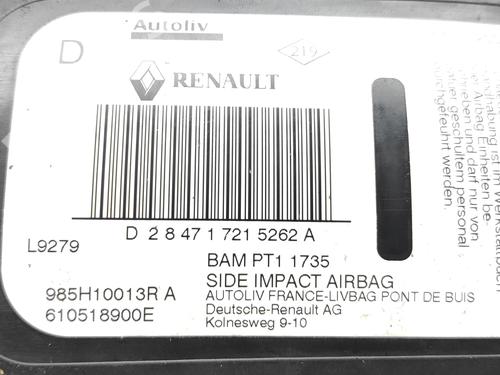 Autoliv
D
219
RENAULT
D 2 8 47 1 7215 5262 A
L9279
BAM PT1 1735
985H10013R A
SIDE IMPACT AIRBAG
610518900E
AUTOLIV FRANCE-LIVBAG PONT DE BUIS
Deutsche-Renault AG
Kolnesweg 9-10
Airbag Einheiten be-
und darf nur von
geschultem personal
durchgefuehrt werden.